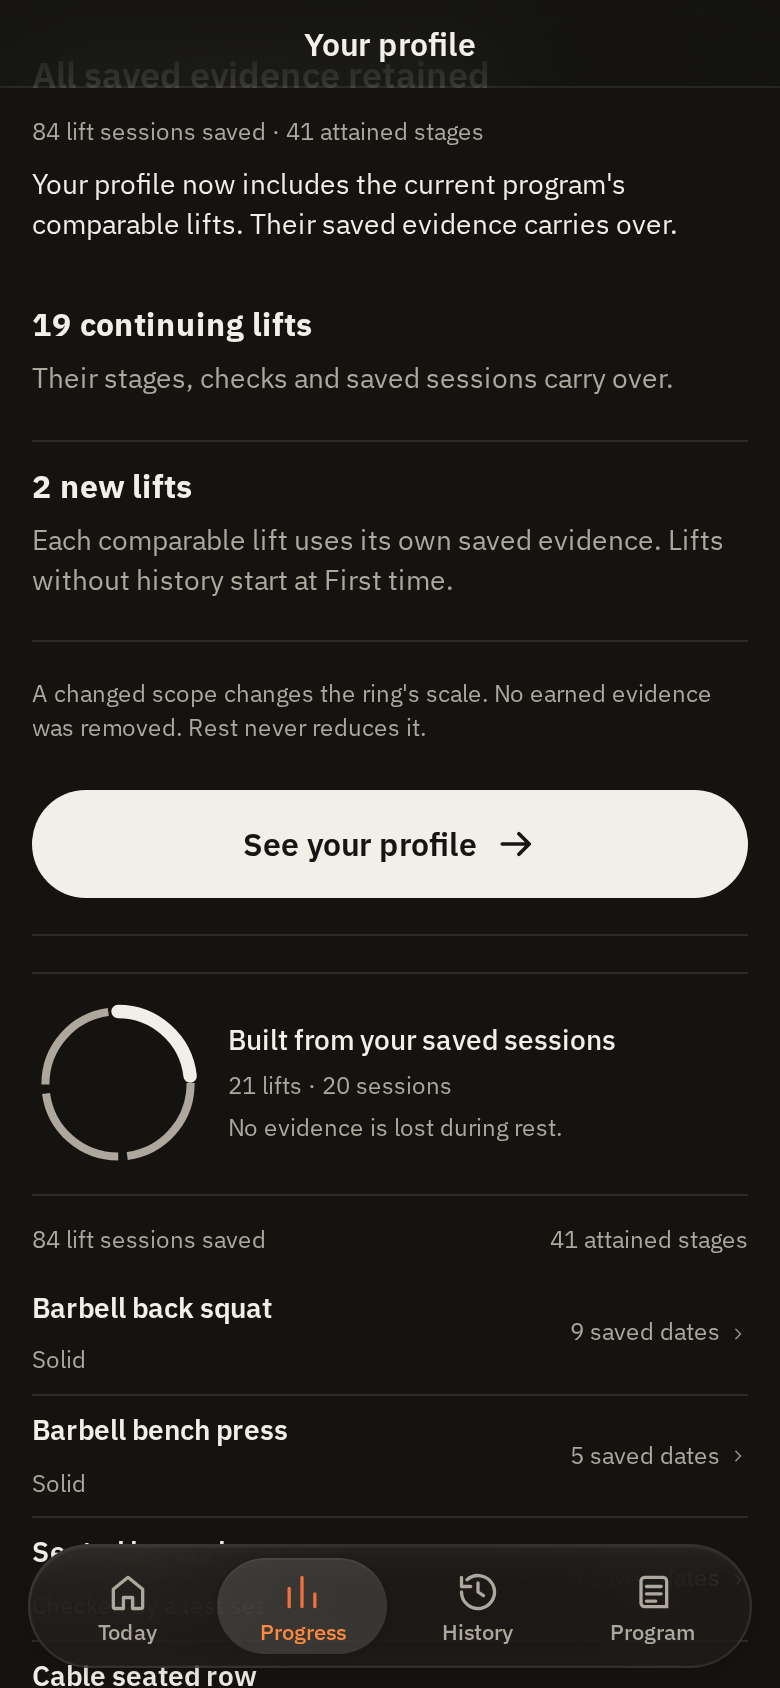 Your profile
All saved evidence retained
84 lift sessions saved · 41 attained stages
Your profile now includes the current program's
comparable lifts. Their saved evidence carries over.
19 continuing lifts
Their stages, checks and saved sessions carry over.
2 new lifts
Each comparable lift uses its own saved evidence. Lifts
without history start at First time.
A changed scope changes the ring's scale. No earned evidence
was removed. Rest never reduces it.
See your profile →
Built from your saved sessions
21 lifts · 20 sessions
No evidence is lost during rest.
84 lift sessions saved
41 attained stages
Barbell back squat
9 saved dates ›
Solid
Barbell bench press
5 saved dates ›
Solid
Checked by a test set
Today
Progress
History
Program
Cable seated row